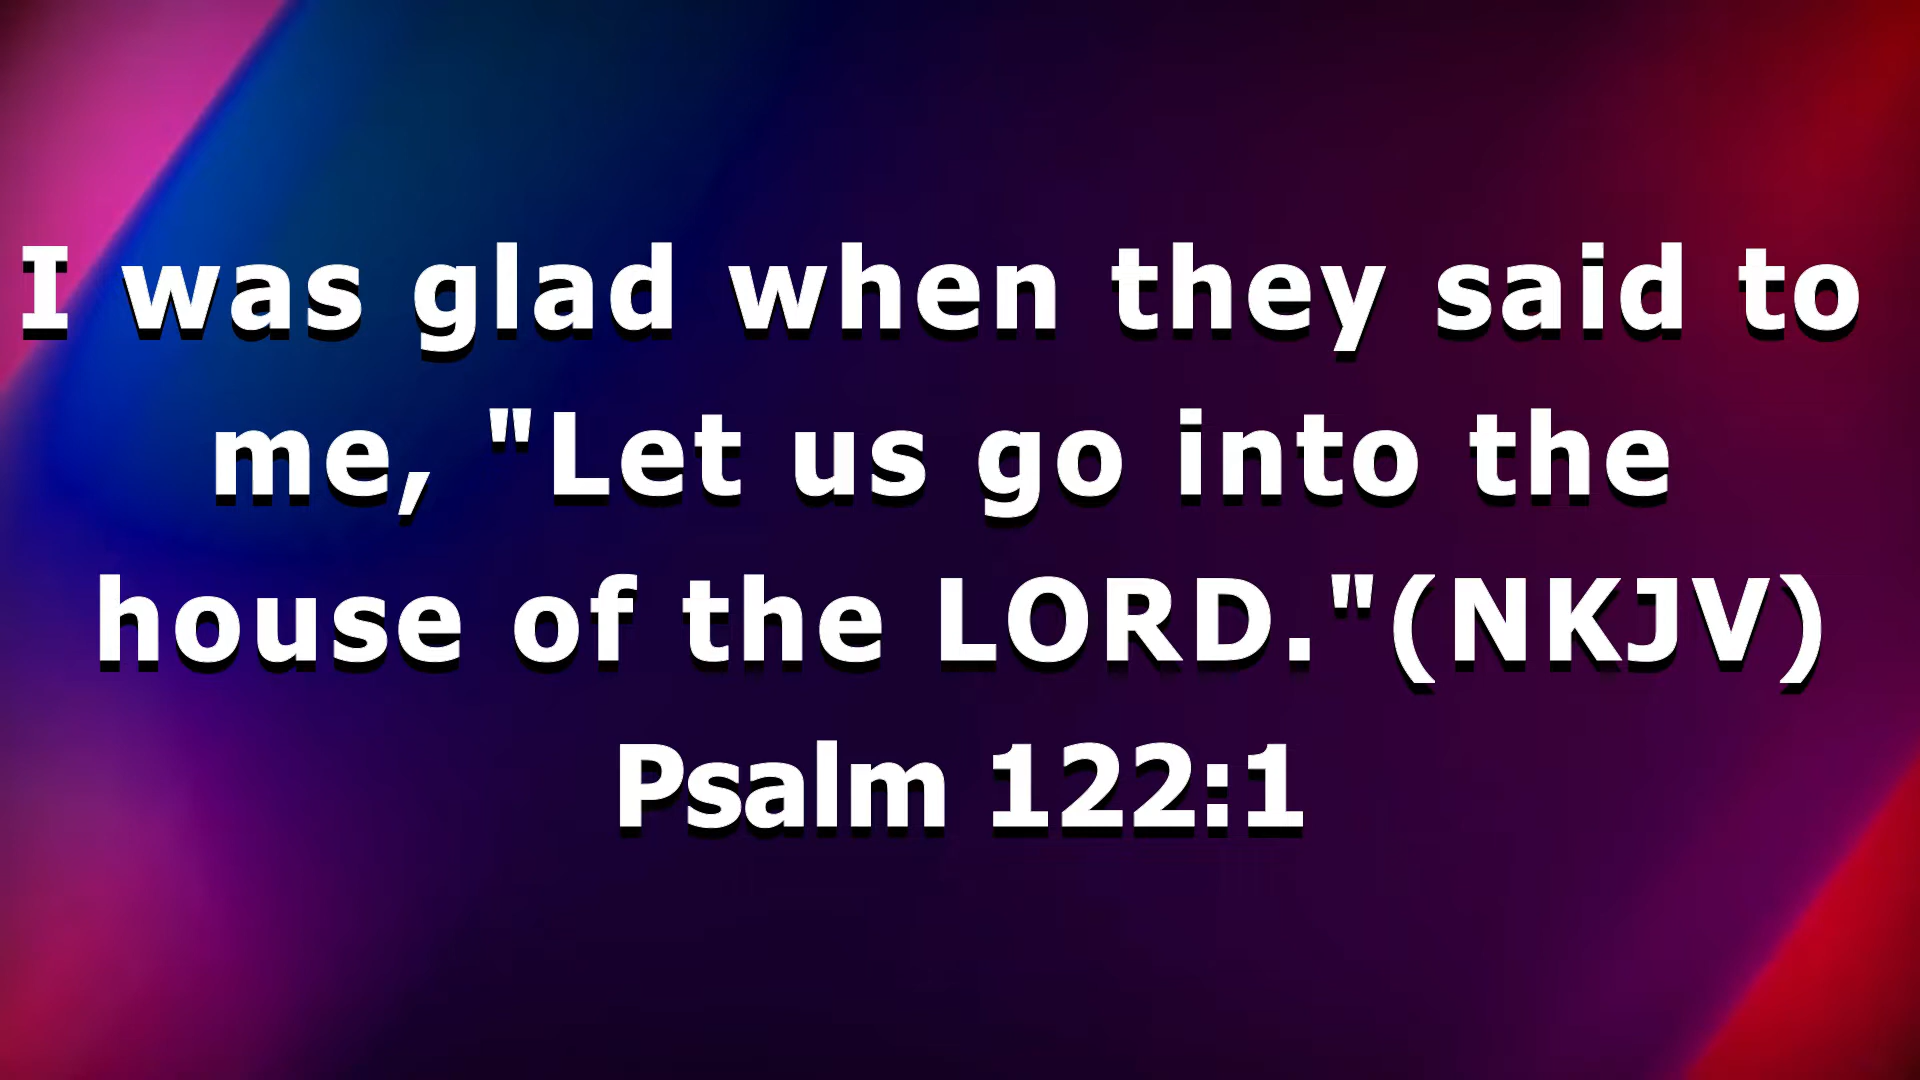 I was glad when they said to
me, "Let us go into the
house of the LORD."(NKJV)
Psalm 122:1